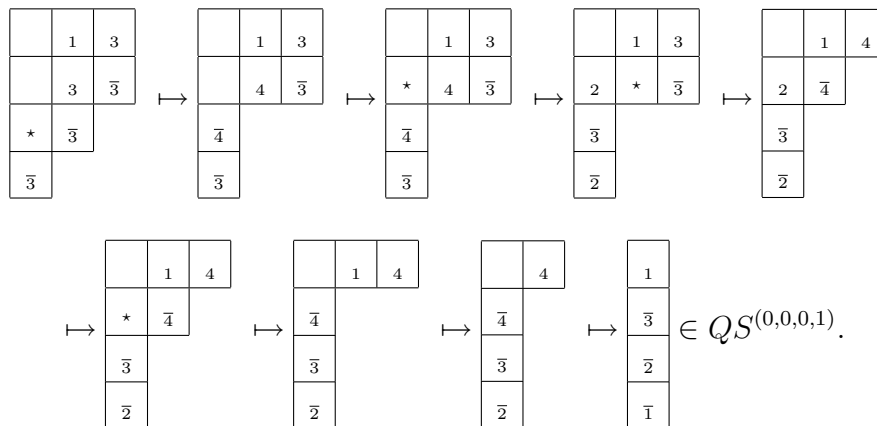 1 3 1 3 1 3 1 3 1 4
3 3̅ ↦ 4 3̅ ↦ ⋆ 4 3̅ ↦ 2 ⋆ 3̅ ↦ 2 4̅
⋆ 3̅ 4̅ 4̅ 3̅ 3̅
3̅ 3̅ 3̅ 2̅ 2̅
1 4 1 4 4 1
↦ ⋆ 4̅ ↦ 4̅ ↦ 4̅ ↦ 3̅ ∈ QS^{(0,0,0,1)}.
3̅ 3̅ 3̅ 2̅
2̅ 2̅ 2̅ 1̅